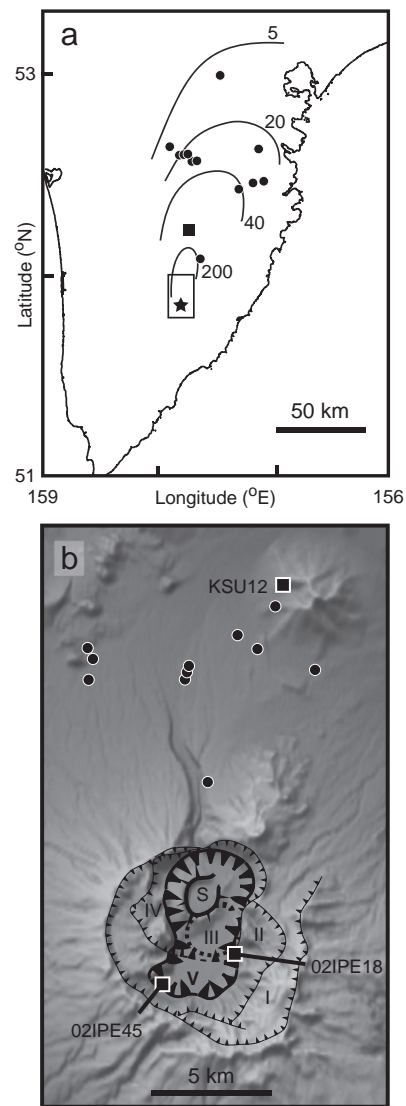 a
5
53
20
40
200
Latitude (°N)
50 km
51
159
Longitude (°E)
156
b
KSU12
S
IV
III
II
V
I
02IPE18
02IPE45
5 km